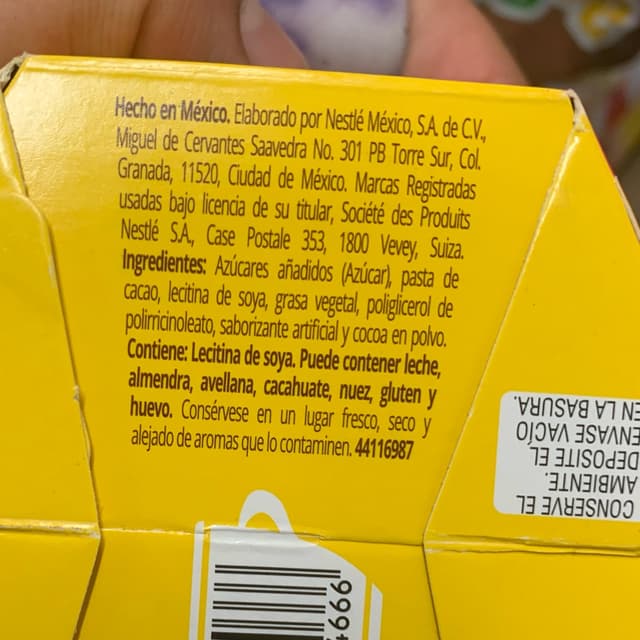 Hecho en México. Elaborado por Nestlé México, S.A. de C.V.,
Miguel de Cervantes Saavedra No. 301 PB Torre Sur, Col.
Granada, 11520, Ciudad de México. Marcas Registradas
usadas bajo licencia de su titular, Société des Produits
Nestlé S.A., Case Postale 353, 1800 Vevey, Suiza.
Ingredientes: Azúcares añadidos (Azúcar), pasta de
cacao, lecitina de soya, grasa vegetal, poliglicerol de
polirricinoleato, saborizante artificial y cocoa en polvo.
Contiene: Lecitina de soya. Puede contener leche,
almendra, avellana, cacahuate, nuez, gluten y
huevo. Consérvese en un lugar fresco, seco y
alejado de aromas que lo contaminen. 44116987
CONSERVE EL
AMBIENTE.
DEPOSITE EL
ENVASE VACÍO
EN LA BASURA.